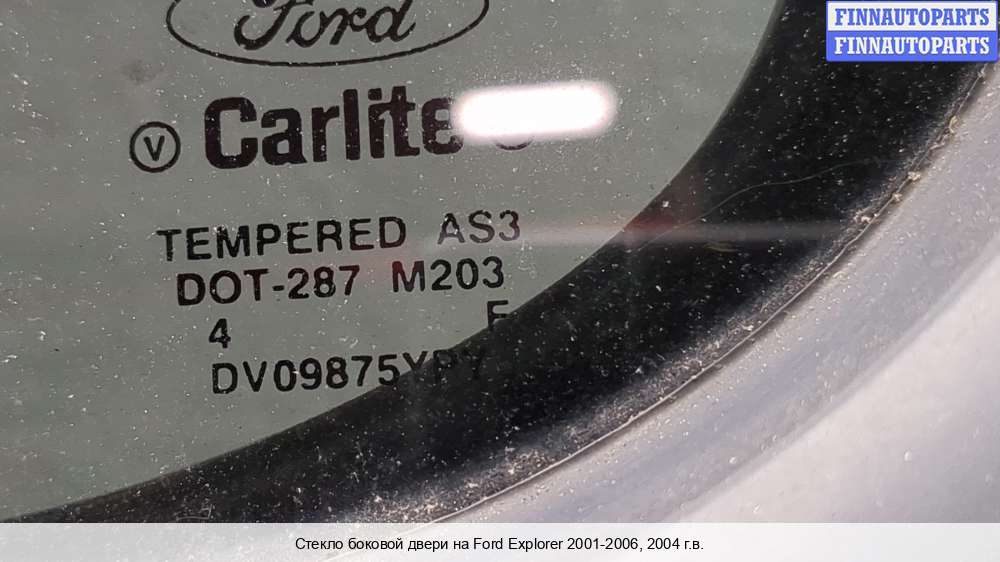 FINNAUTOPARTS
FINNAUTOPARTS
Ford
V Carlite
TEMPERED AS3
DOT-287 M203
4 F
DV09875YPY
Стекло боковой двери на Ford Explorer 2001-2006, 2004 г.в.